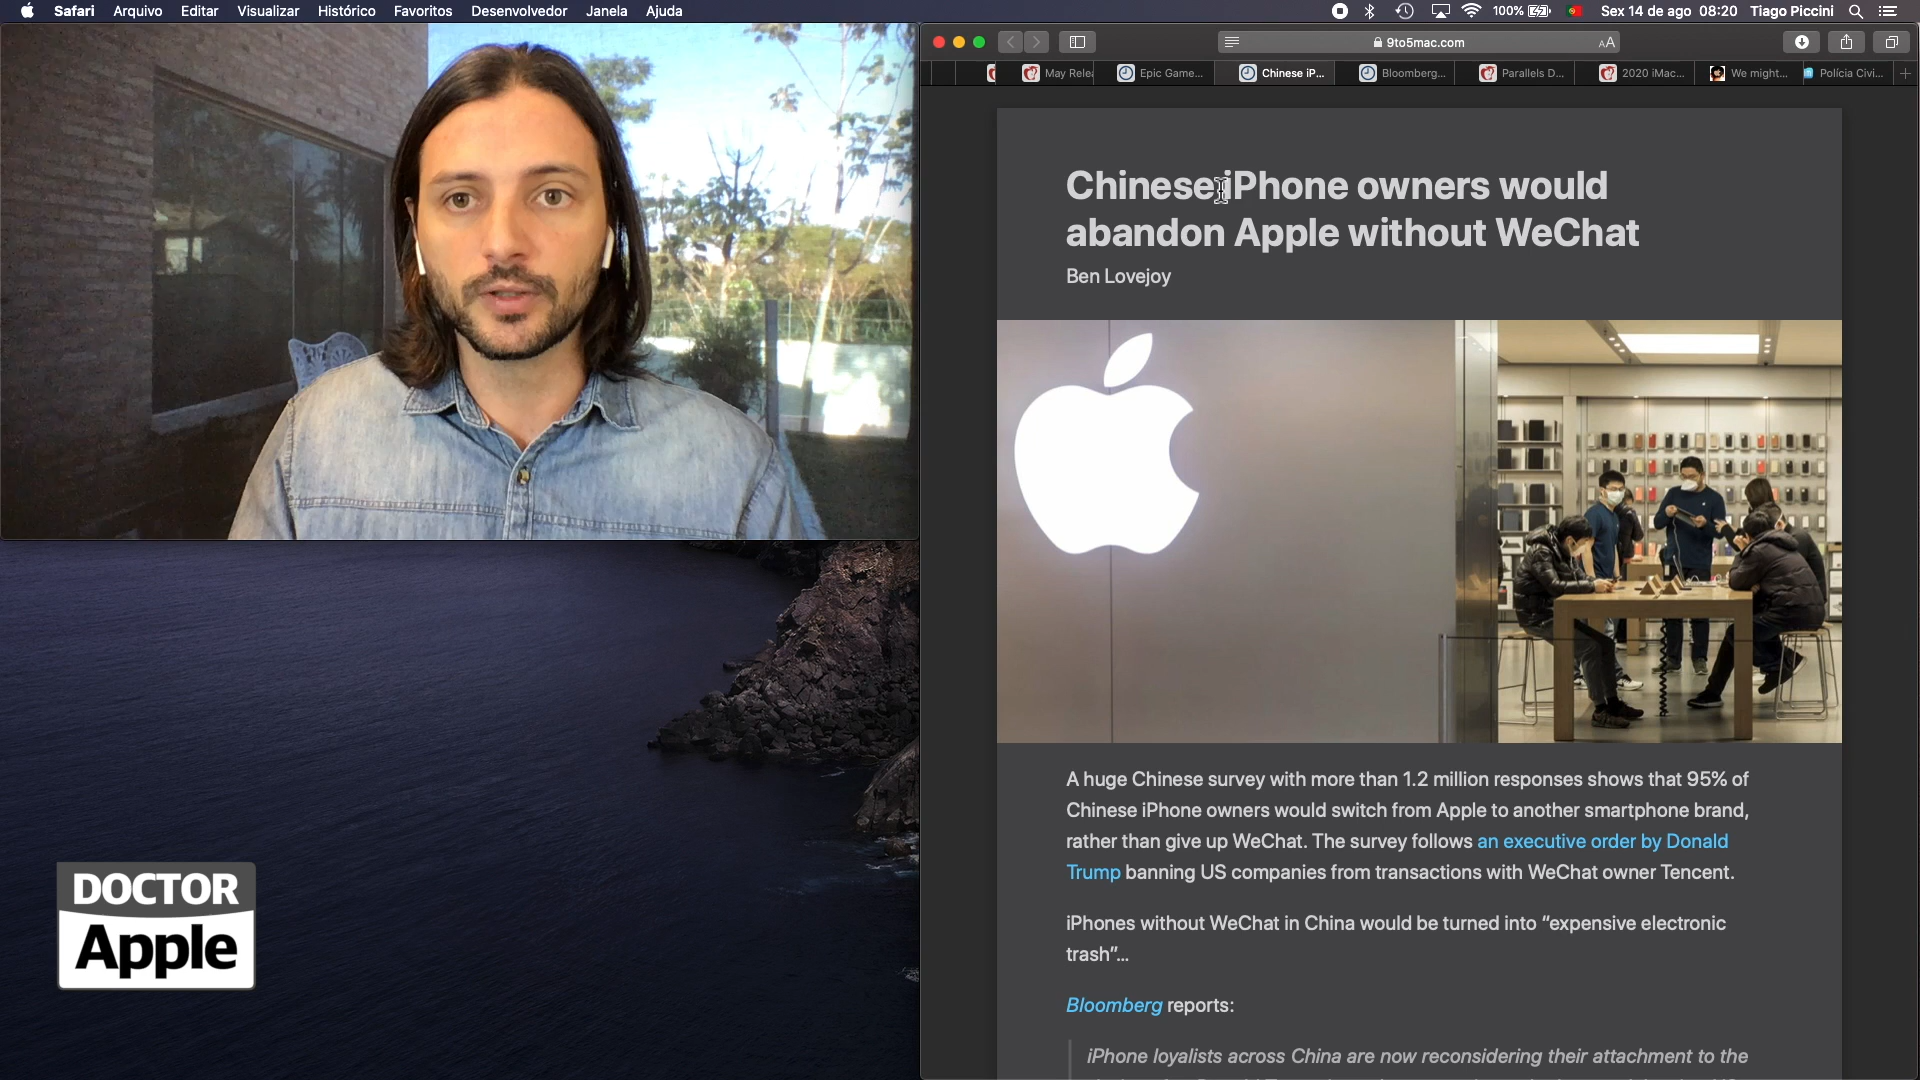 Safari Arquivo Editar Visualizar Histórico Favoritos Desenvolvedor Janela Ajuda
100% Sex 14 de ago 08:20 Tiago Piccini
9to5mac.com
AA
May Rele
Epic Game...
Chinese iP...
Bloomberg...
Parallels D...
2020 iMac...
We might...
Polícia Civi...
Chinese iPhone owners would
abandon Apple without WeChat
Ben Lovejoy
A huge Chinese survey with more than 1.2 million responses shows that 95% of
Chinese iPhone owners would switch from Apple to another smartphone brand,
rather than give up WeChat. The survey follows an executive order by Donald
Trump banning US companies from transactions with WeChat owner Tencent.
iPhones without WeChat in China would be turned into “expensive electronic
trash”...
Bloomberg reports:
iPhone loyalists across China are now reconsidering their attachment to the
DOCTOR
Apple